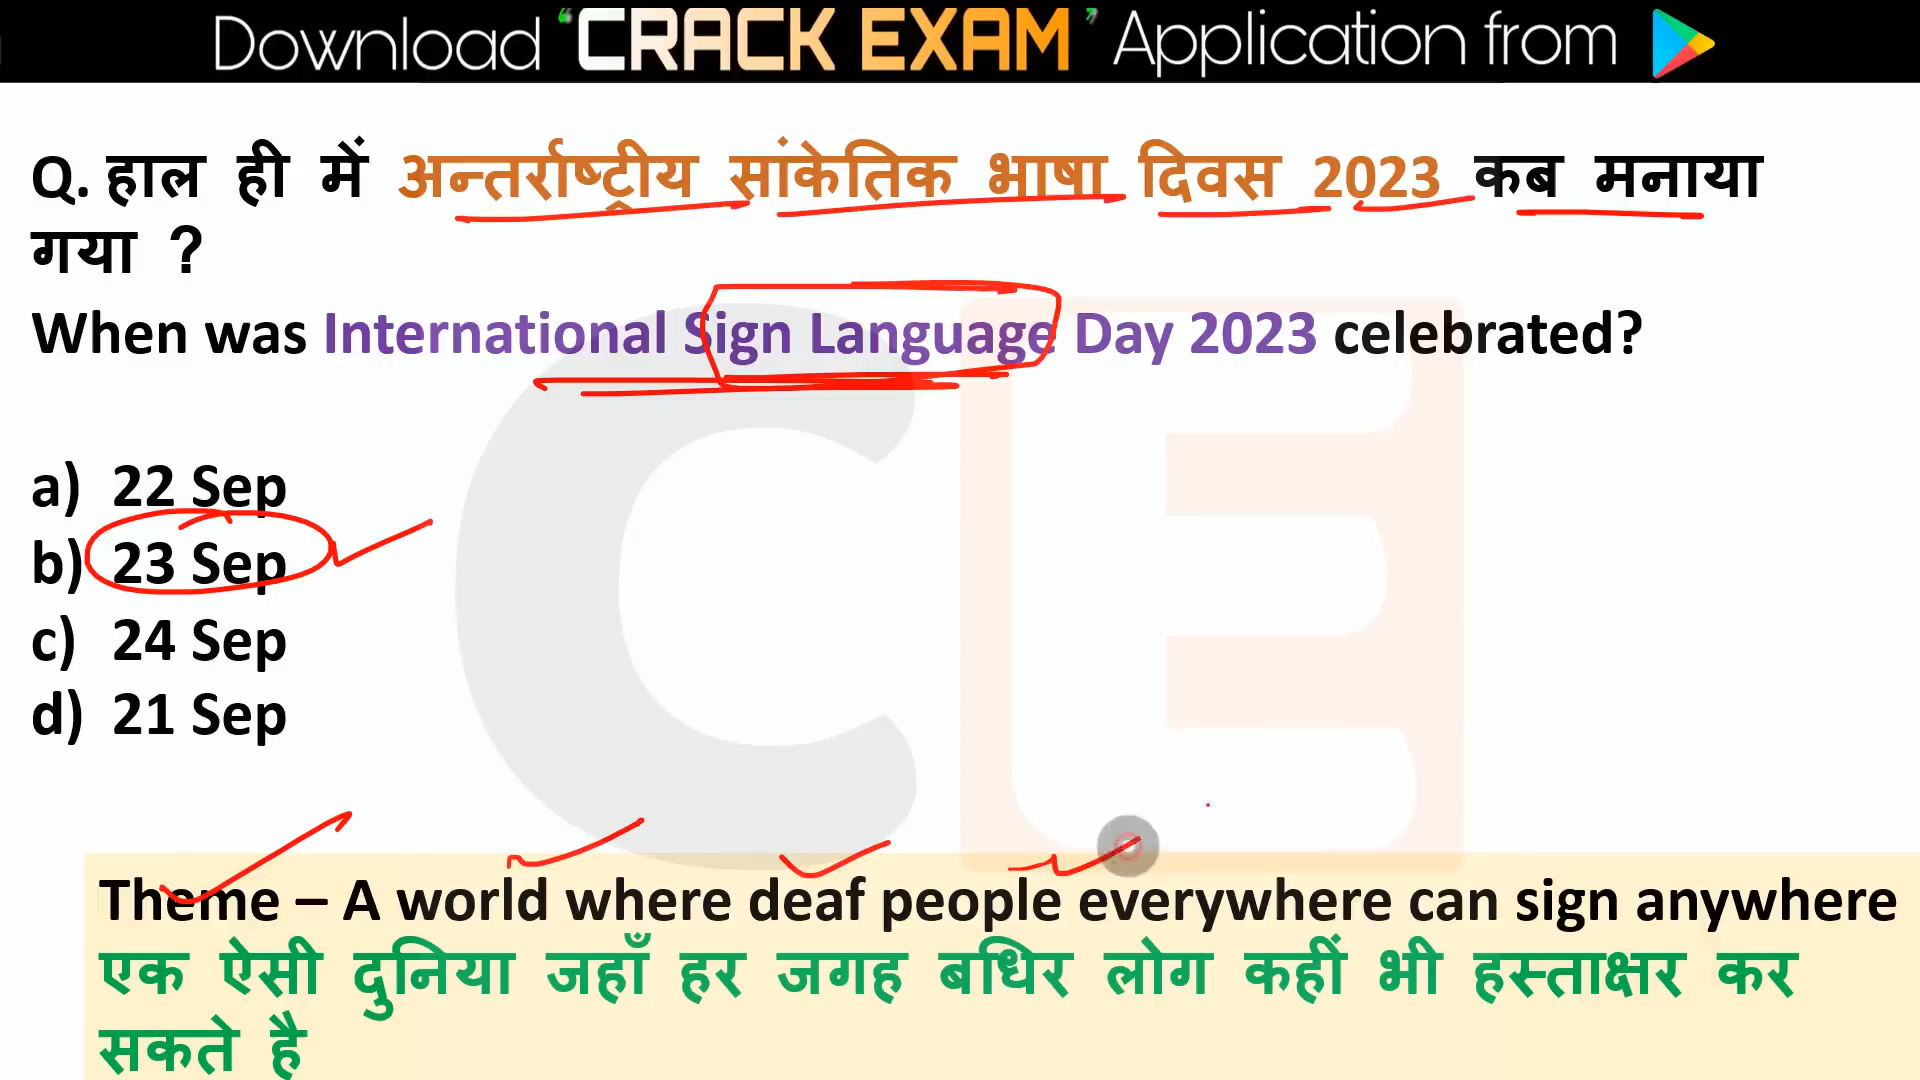 Download ‘CRACK EXAM’ Application from
Q. हाल ही में अन्तर्राष्ट्रीय सांकेतिक भाषा दिवस 2023 कब मनाया
गया ?
When was International Sign Language Day 2023 celebrated?
a) 22 Sep
b) 23 Sep
c) 24 Sep
d) 21 Sep
Theme – A world where deaf people everywhere can sign anywhere
एक ऐसी दुनिया जहाँ हर जगह बधिर लोग कहीं भी हस्ताक्षर कर
सकते है
CE